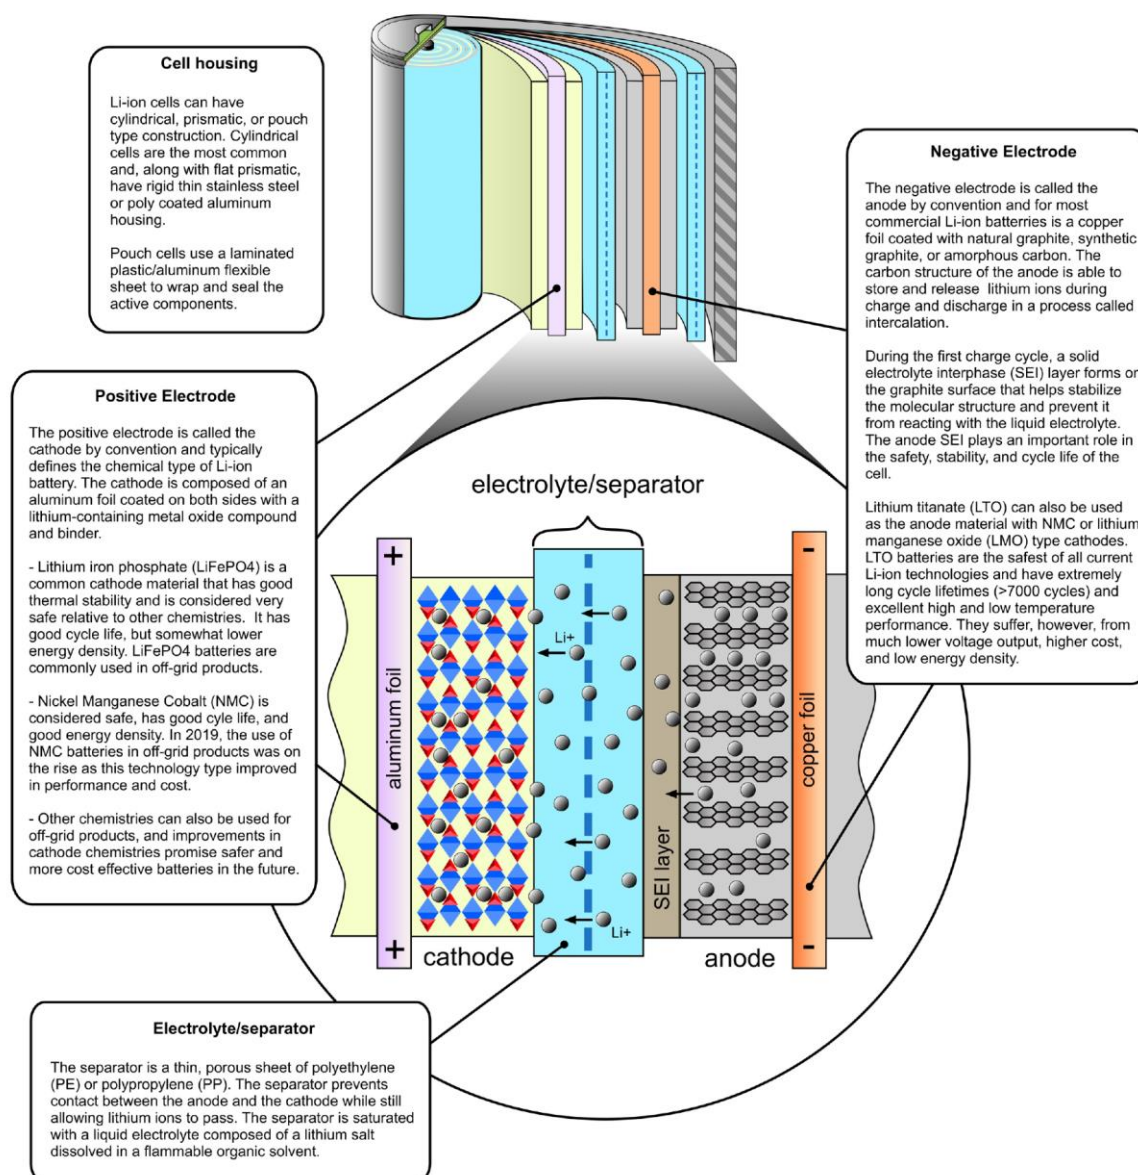 Cell housing
Li-ion cells can have
cylindrical, prismatic, or pouch
type construction. Cylindrical
cells are the most common
and, along with flat prismatic,
have rigid thin stainless steel
or poly coated aluminum
housing.
Pouch cells use a laminated
plastic/aluminum flexible
sheet to wrap and seal the
active components.
Negative Electrode
The negative electrode is called the
anode by convention and for most
commercial Li-ion batterries is a copper
foil coated with natural graphite, synthetic
graphite, or amorphous carbon. The
carbon structure of the anode is able to
store and release lithium ions during
charge and discharge in a process called
intercalation.
During the first charge cycle, a solid
electrolyte interphase (SEI) layer forms on
the graphite surface that helps stabilize
the molecular structure and prevent it
from reacting with the liquid electrolyte.
The anode SEI plays an important role in
the safety, stability, and cycle life of the
cell.
Lithium titanate (LTO) can also be used
as the anode material with NMC or lithium
manganese oxide (LMO) type cathodes.
LTO batteries are the safest of all current
Li-ion technologies and have extremely
long cycle lifetimes (>7000 cycles) and
excellent high and low temperature
performance. They suffer, however, from
much lower voltage output, higher cost,
and low energy density.
Positive Electrode
The positive electrode is called the
cathode by convention and typically
defines the chemical type of Li-ion
battery. The cathode is composed of an
aluminum foil coated on both sides with a
lithium-containing metal oxide compound
and binder.
- Lithium iron phosphate (LiFePO4) is a
common cathode material that has good
thermal stability and is considered very
safe relative to other chemistries. It has
good cycle life, but somewhat lower
energy density. LiFePO4 batteries are
commonly used in off-grid products.
- Nickel Manganese Cobalt (NMC) is
considered safe, has good cyle life, and
good energy density. In 2019, the use of
NMC batteries in off-grid products was on
the rise as this technology type improved
in performance and cost.
- Other chemistries can also be used for
off-grid products, and improvements in
cathode chemistries promise safer and
more cost effective batteries in the future.
electrolyte/separator
+
-
Li+
aluminum foil
SEI layer
copper foil
Li+
+
-
cathode
anode
Electrolyte/separator
The separator is a thin, porous sheet of polyethylene
(PE) or polypropylene (PP). The separator prevents
contact between the anode and the cathode while still
allowing lithium ions to pass. The separator is saturated
with a liquid electrolyte composed of a lithium salt
dissolved in a flammable organic solvent.